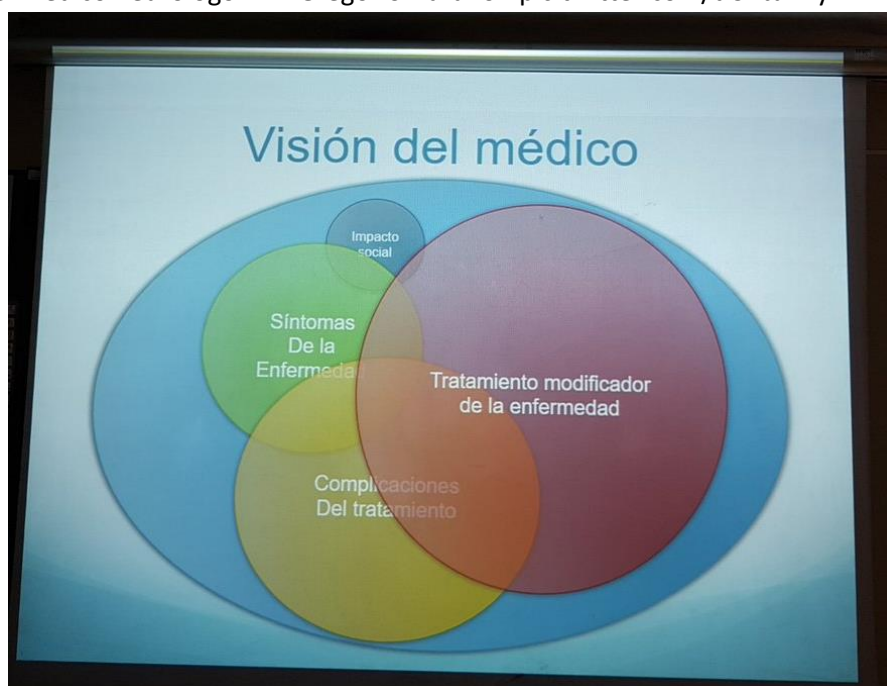 Visión del médico
Impacto
social
Síntomas
De la
Enfermedad
Tratamiento modificador
de la enfermedad
Complicaciones
Del tratamiento